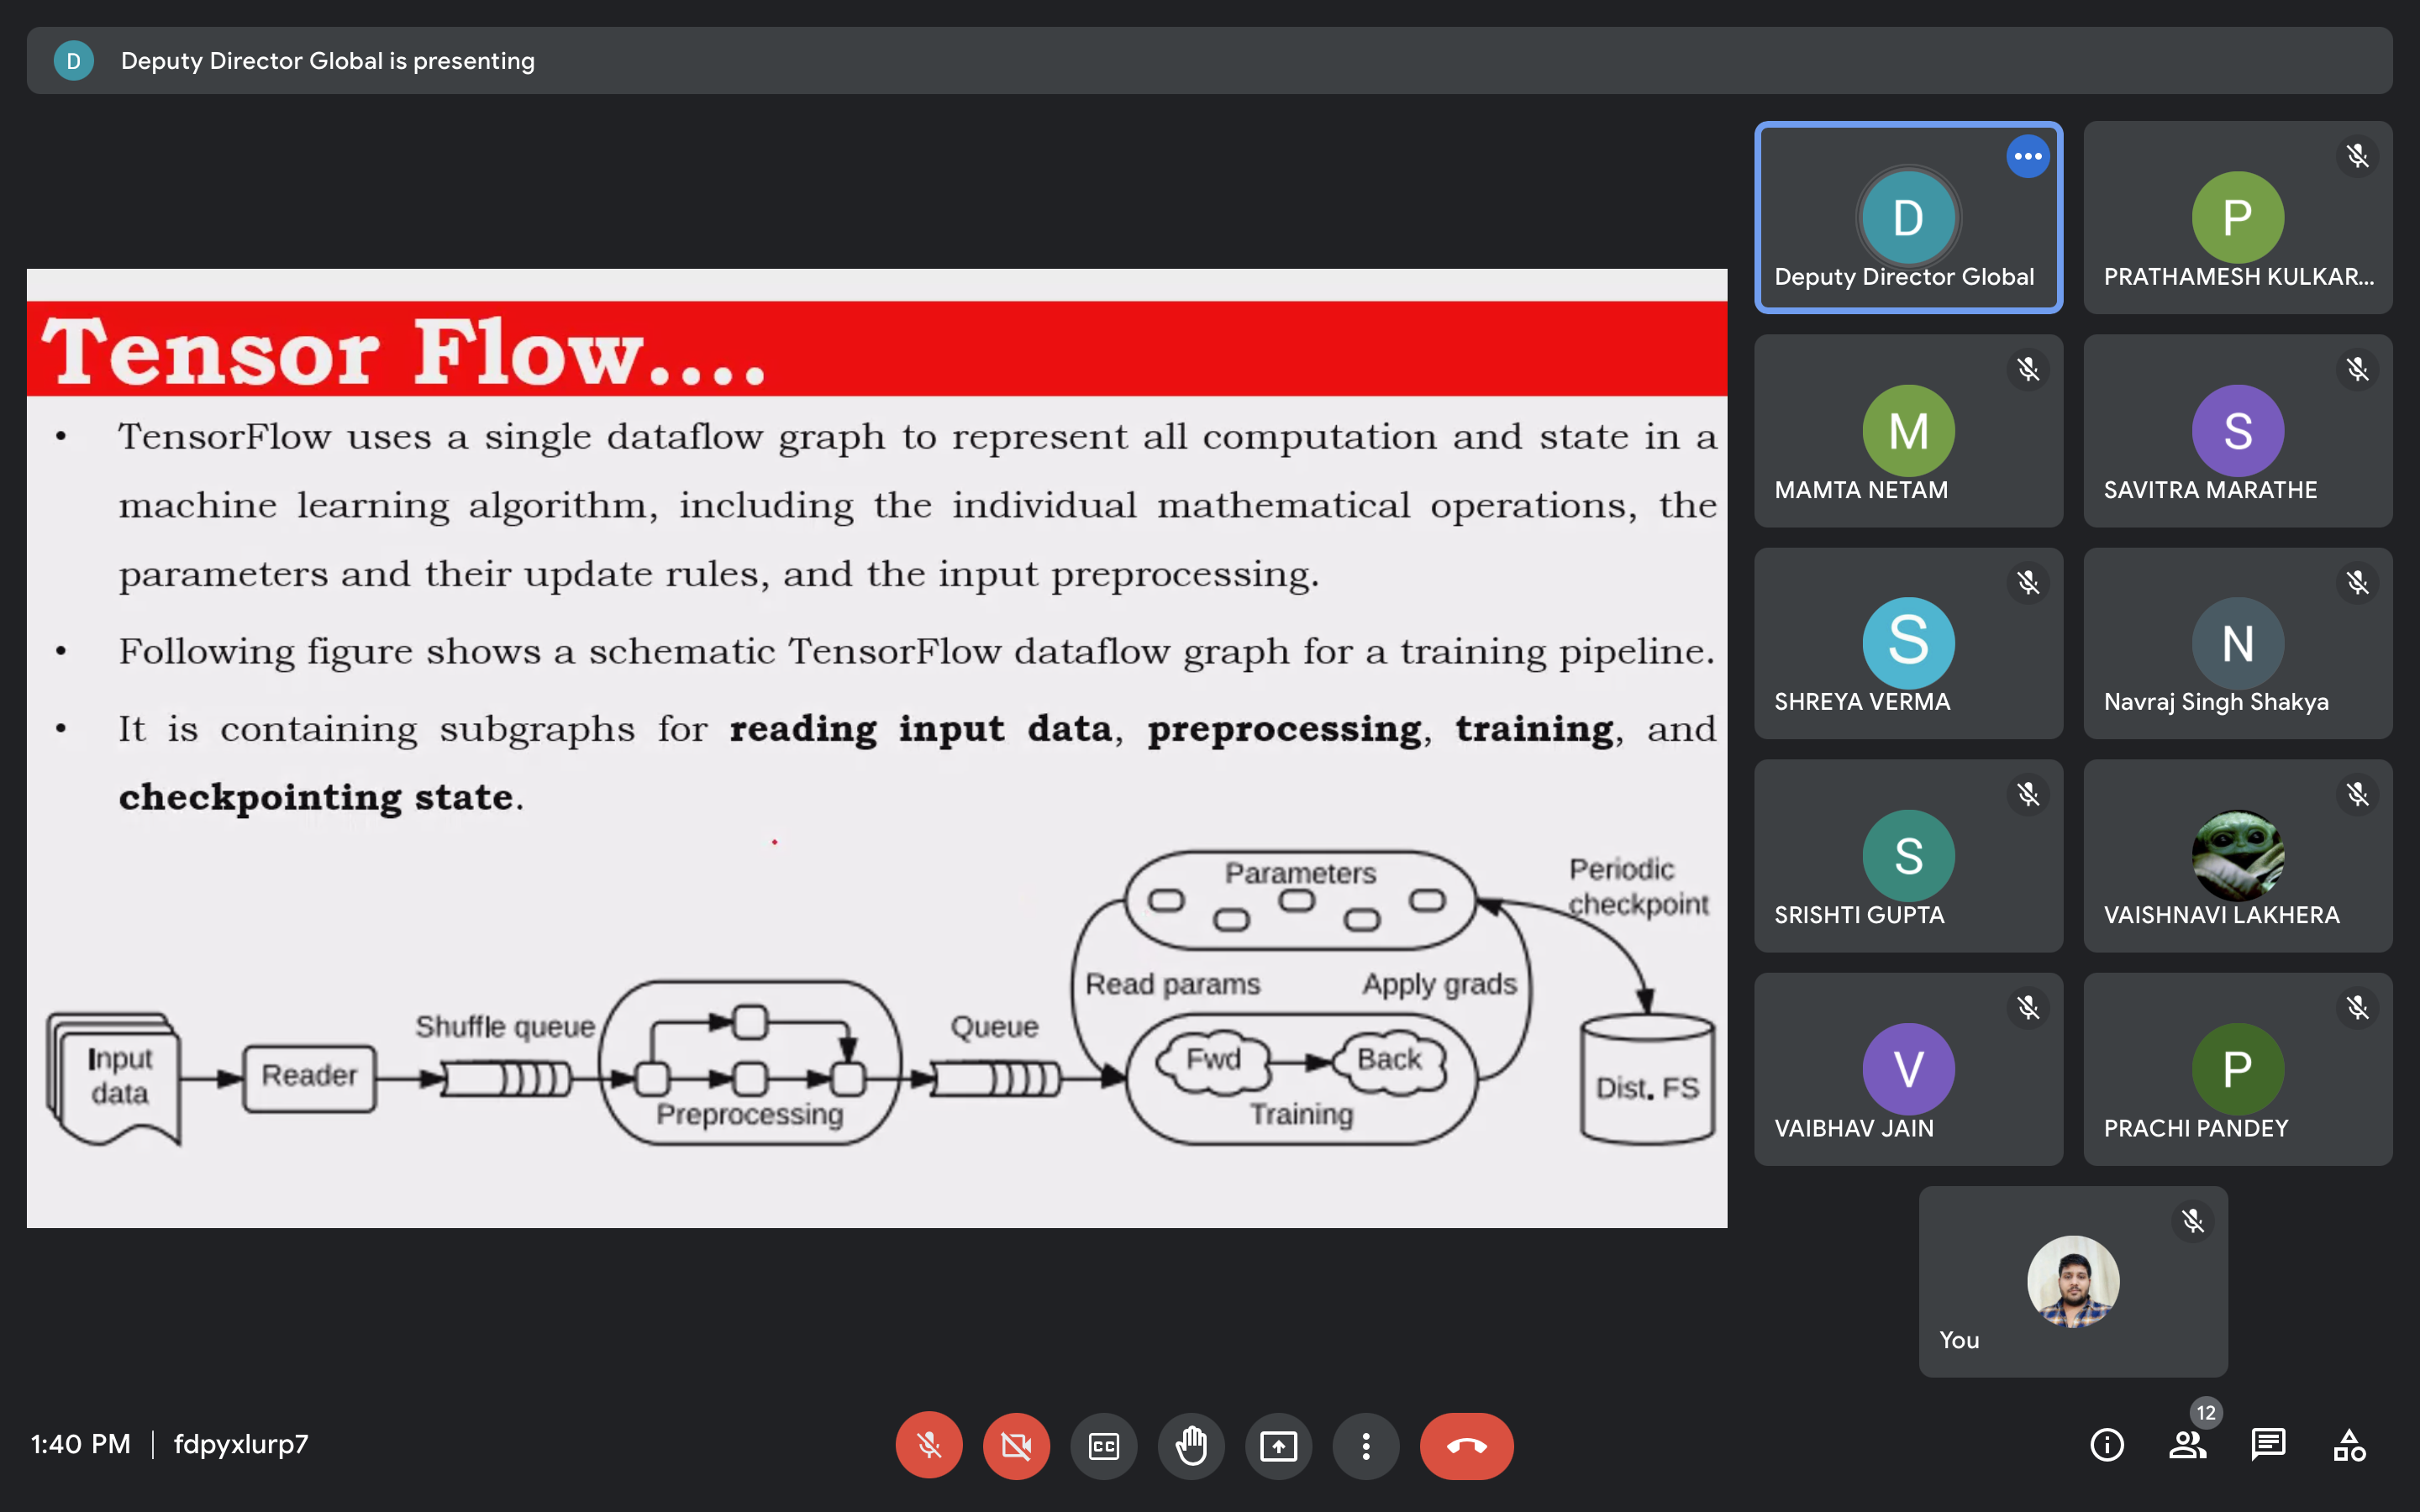 D Deputy Director Global is presenting
Tensor Flow....
• TensorFlow uses a single dataflow graph to represent all computation and state in a
machine learning algorithm, including the individual mathematical operations, the
parameters and their update rules, and the input preprocessing.
• Following figure shows a schematic TensorFlow dataflow graph for a training pipeline.
• It is containing subgraphs for reading input data, preprocessing, training, and
checkpointing state.
Parameters
Periodic
checkpoint
Read params
Apply grads
Input
data
Reader
Shuffle queue
Preprocessing
Queue
Fwd
Back
Training
Dist. FS
D
Deputy Director Global
P
PRATHAMESH KULKAR...
M
MAMTA NETAM
S
SAVITRA MARATHE
S
SHREYA VERMA
N
Navraj Singh Shakya
S
SRISHTI GUPTA
VAISHNAVI LAKHERA
V
VAIBHAV JAIN
P
PRACHI PANDEY
You
1:40 PM | fdpyxlurp7
CC
12